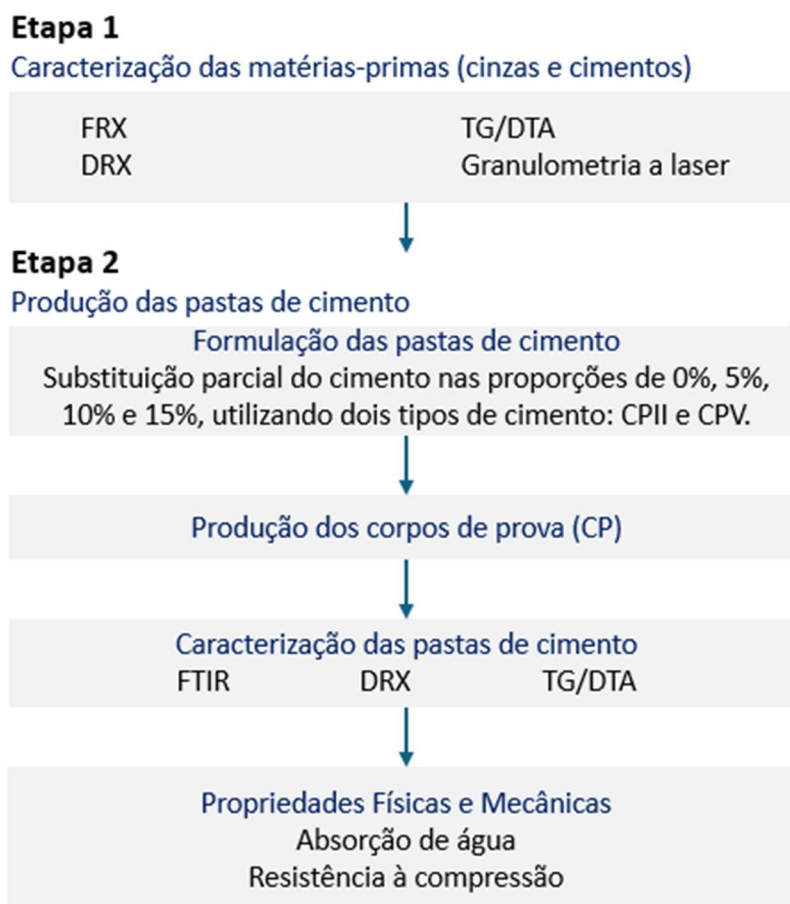 Etapa 1
Caracterização das matérias-primas (cinzas e cimentos)
FRX TG/DTA
DRX Granulometria a laser
Etapa 2
Produção das pastas de cimento
Formulação das pastas de cimento
Substituição parcial do cimento nas proporções de 0%, 5%,
10% e 15%, utilizando dois tipos de cimento: CPII e CPV.
Produção dos corpos de prova (CP)
Caracterização das pastas de cimento
FTIR DRX TG/DTA
Propriedades Físicas e Mecânicas
Absorção de água
Resistência à compressão